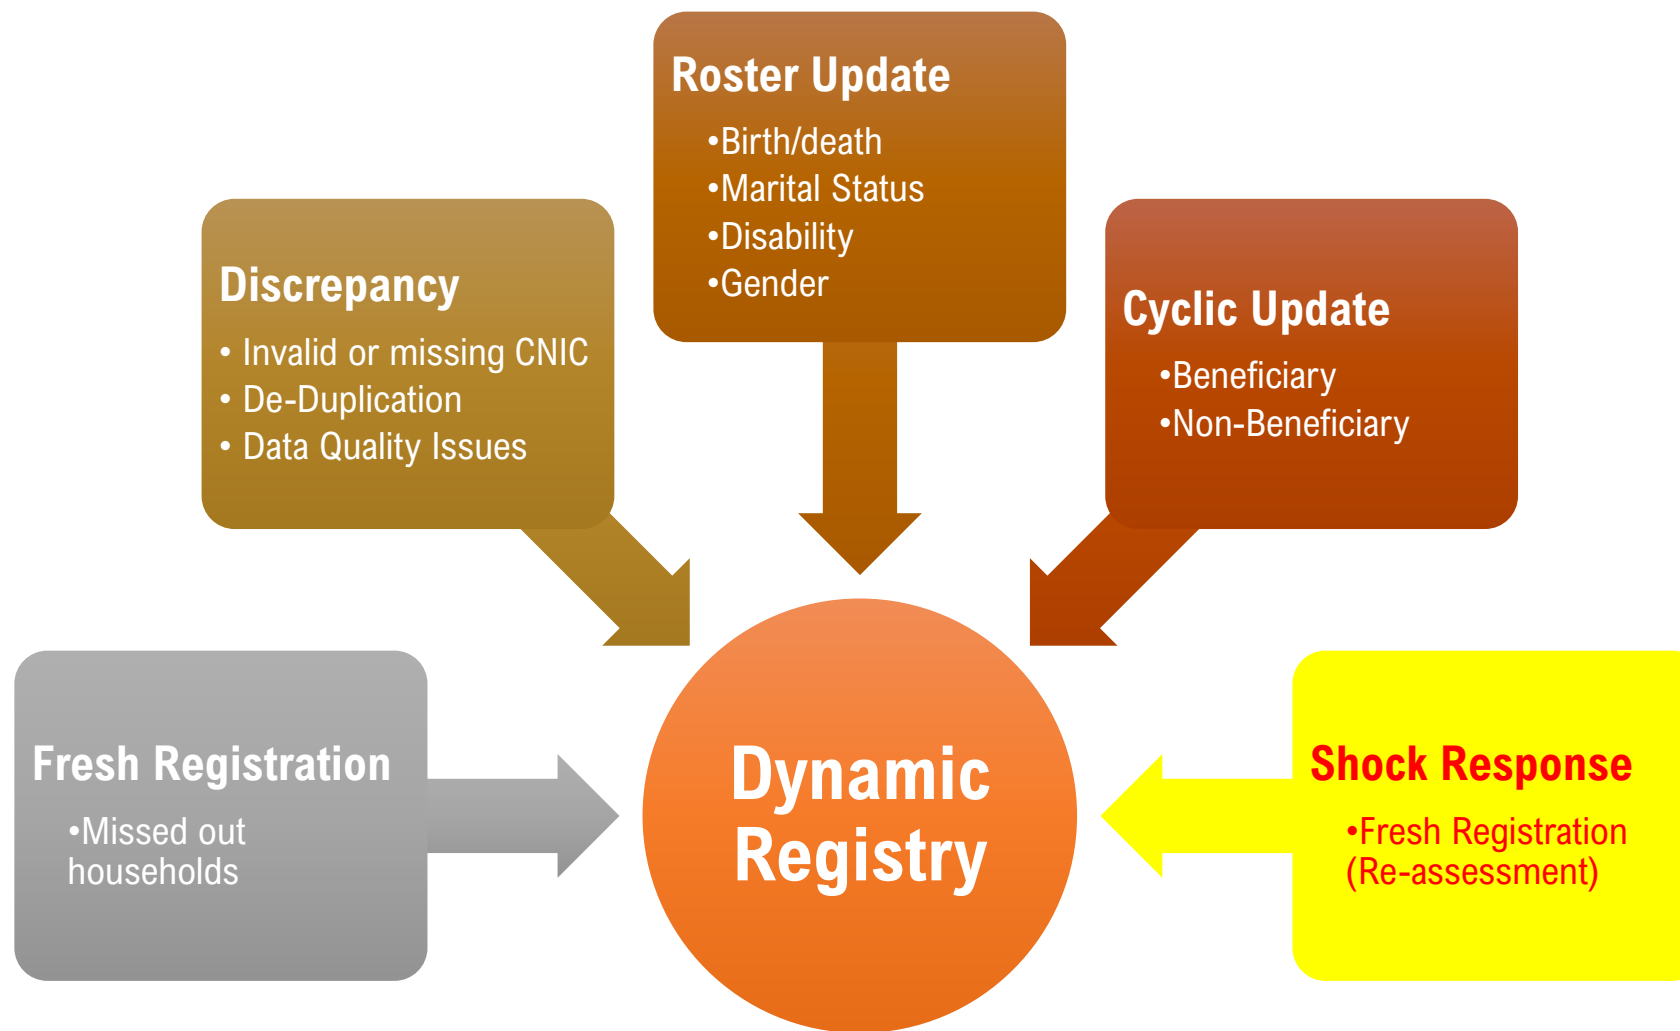 Roster Update
•Birth/death
•Marital Status
•Disability
•Gender
Discrepancy
• Invalid or missing CNIC
• De-Duplication
• Data Quality Issues
Cyclic Update
•Beneficiary
•Non-Beneficiary
Fresh Registration
•Missed out
households
Dynamic
Registry
Shock Response
•Fresh Registration
(Re-assessment)